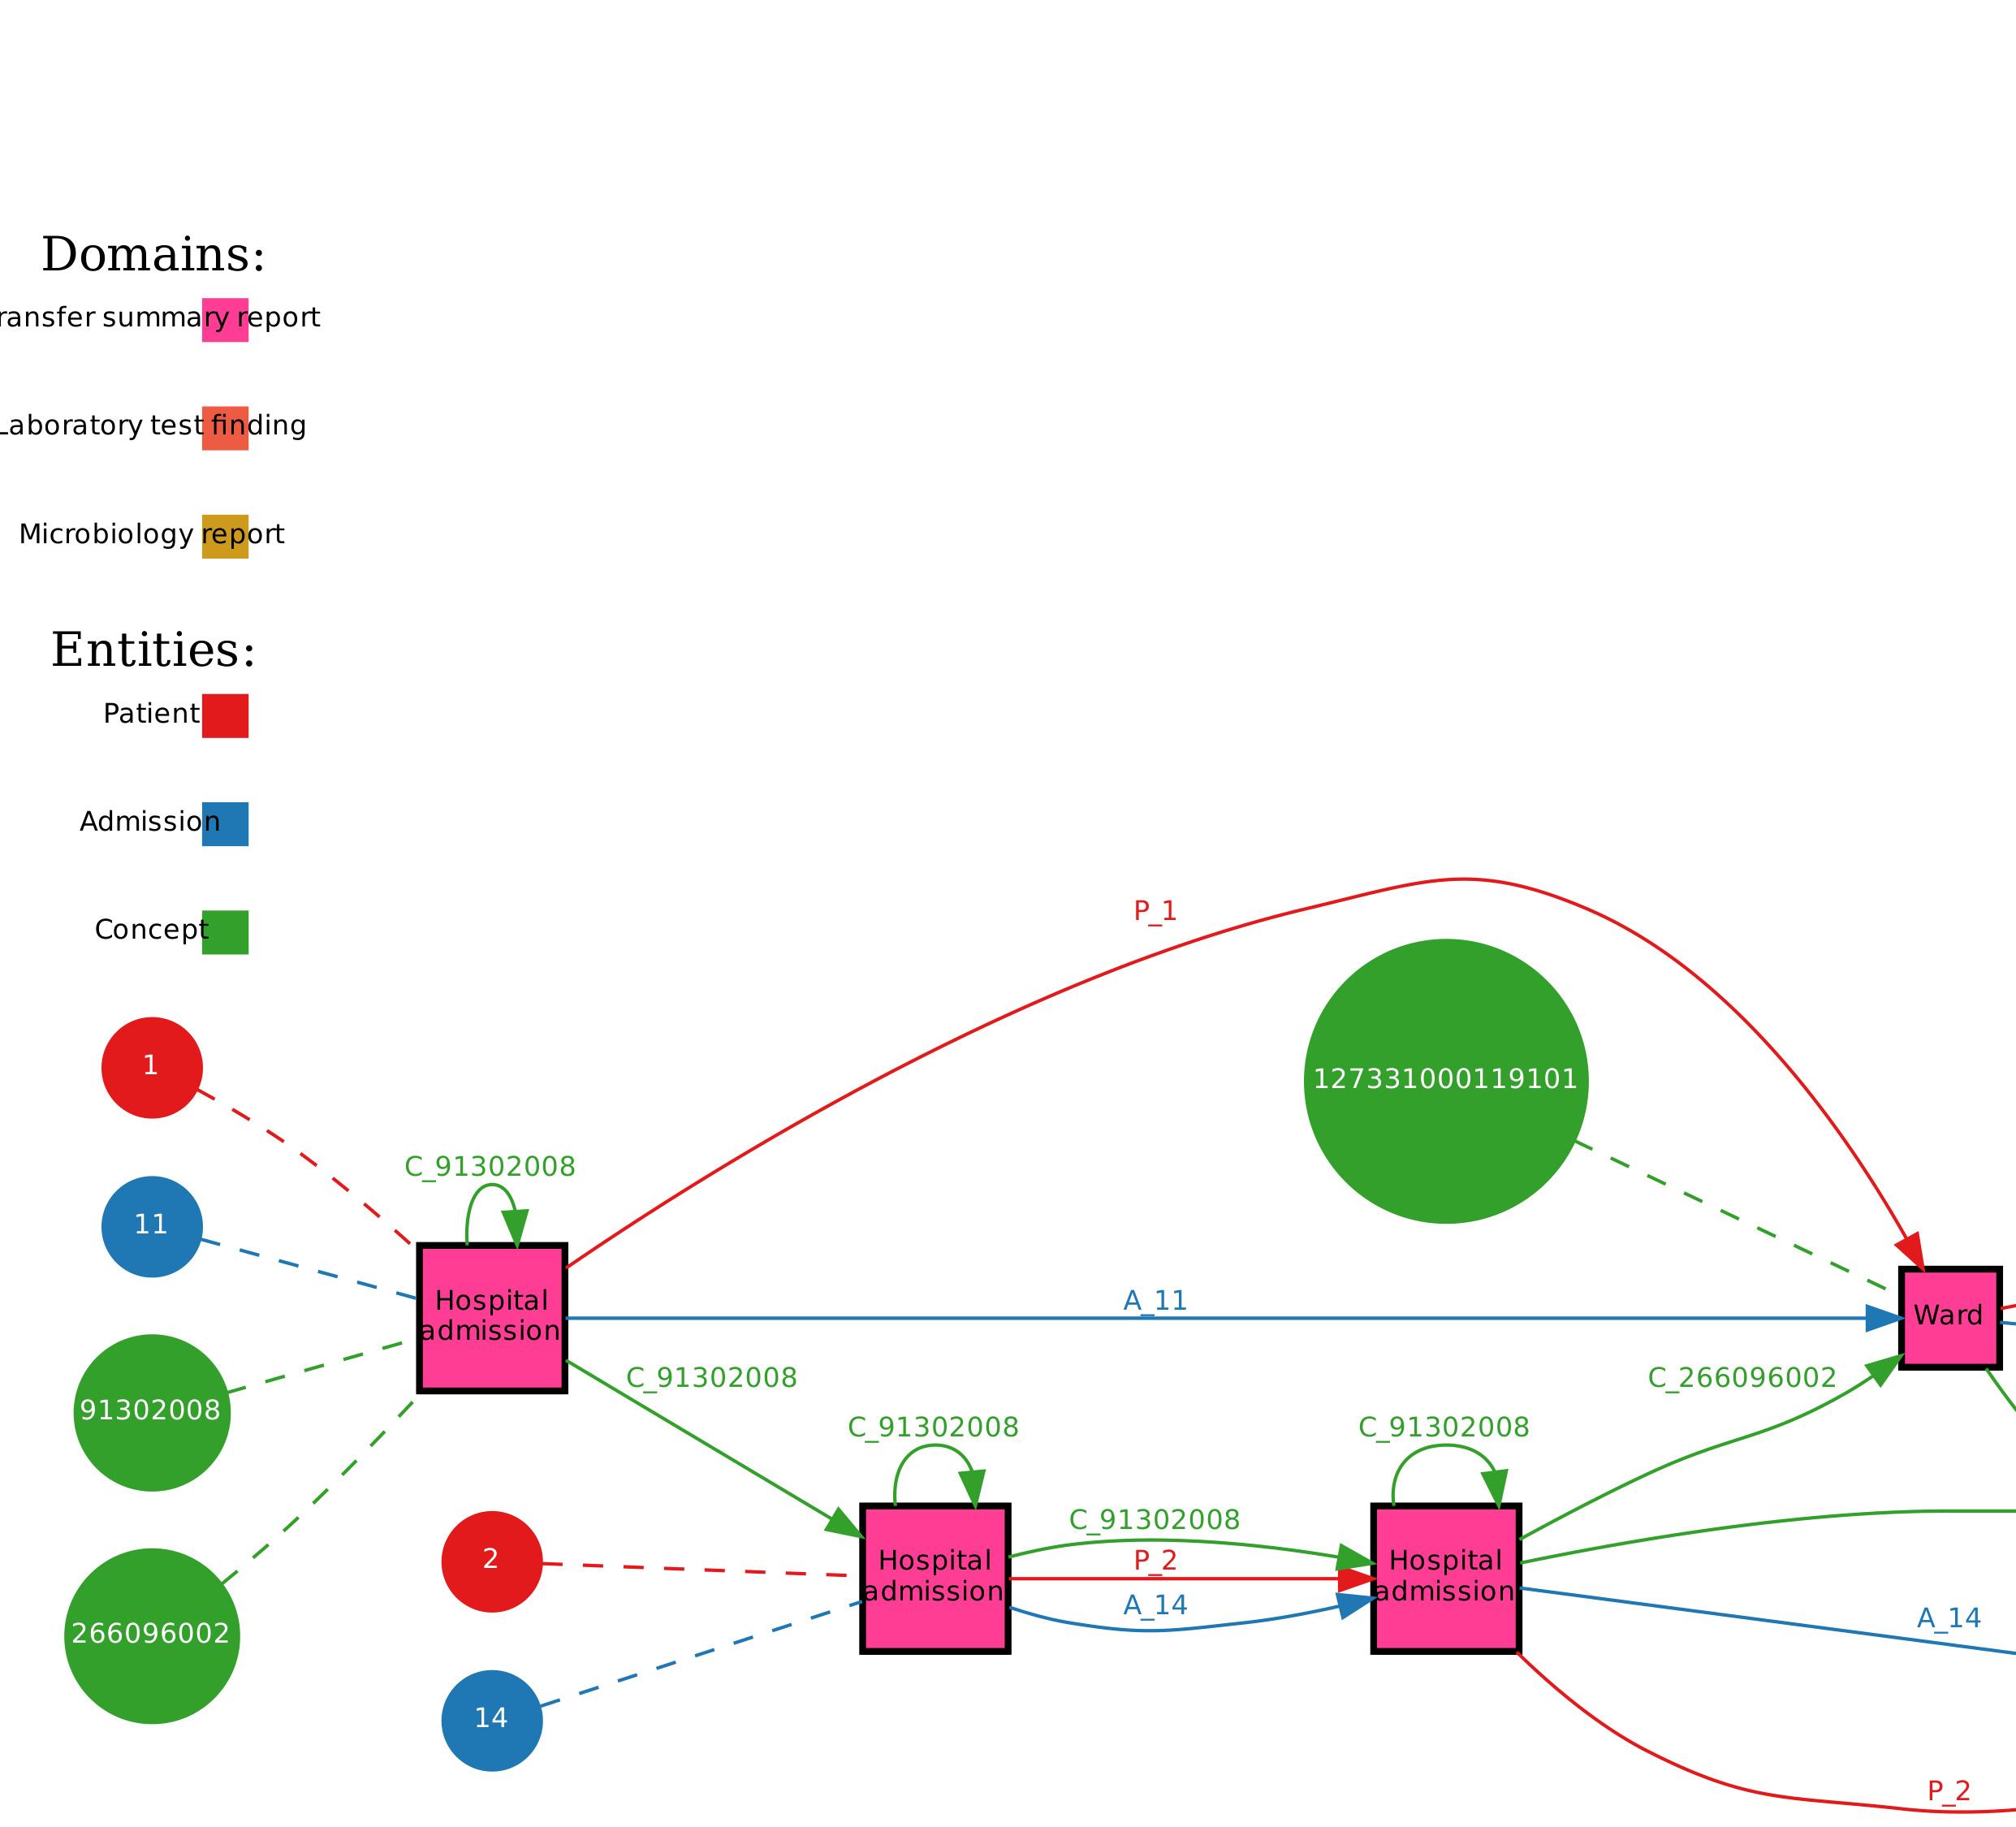 Domains:
ransfer summary report
Laboratory test finding
Microbiology report
Entities:
Patient
Admission
Concept
P_1
1
127331000119101
C_91302008
11
Hospital
admission
A_11
Ward
C_91302008
C_266096002
91302008
C_91302008
C_91302008
C_91302008
2
Hospital
admission
P_2
Hospital
admission
A_14
A_14
266096002
14
P_2